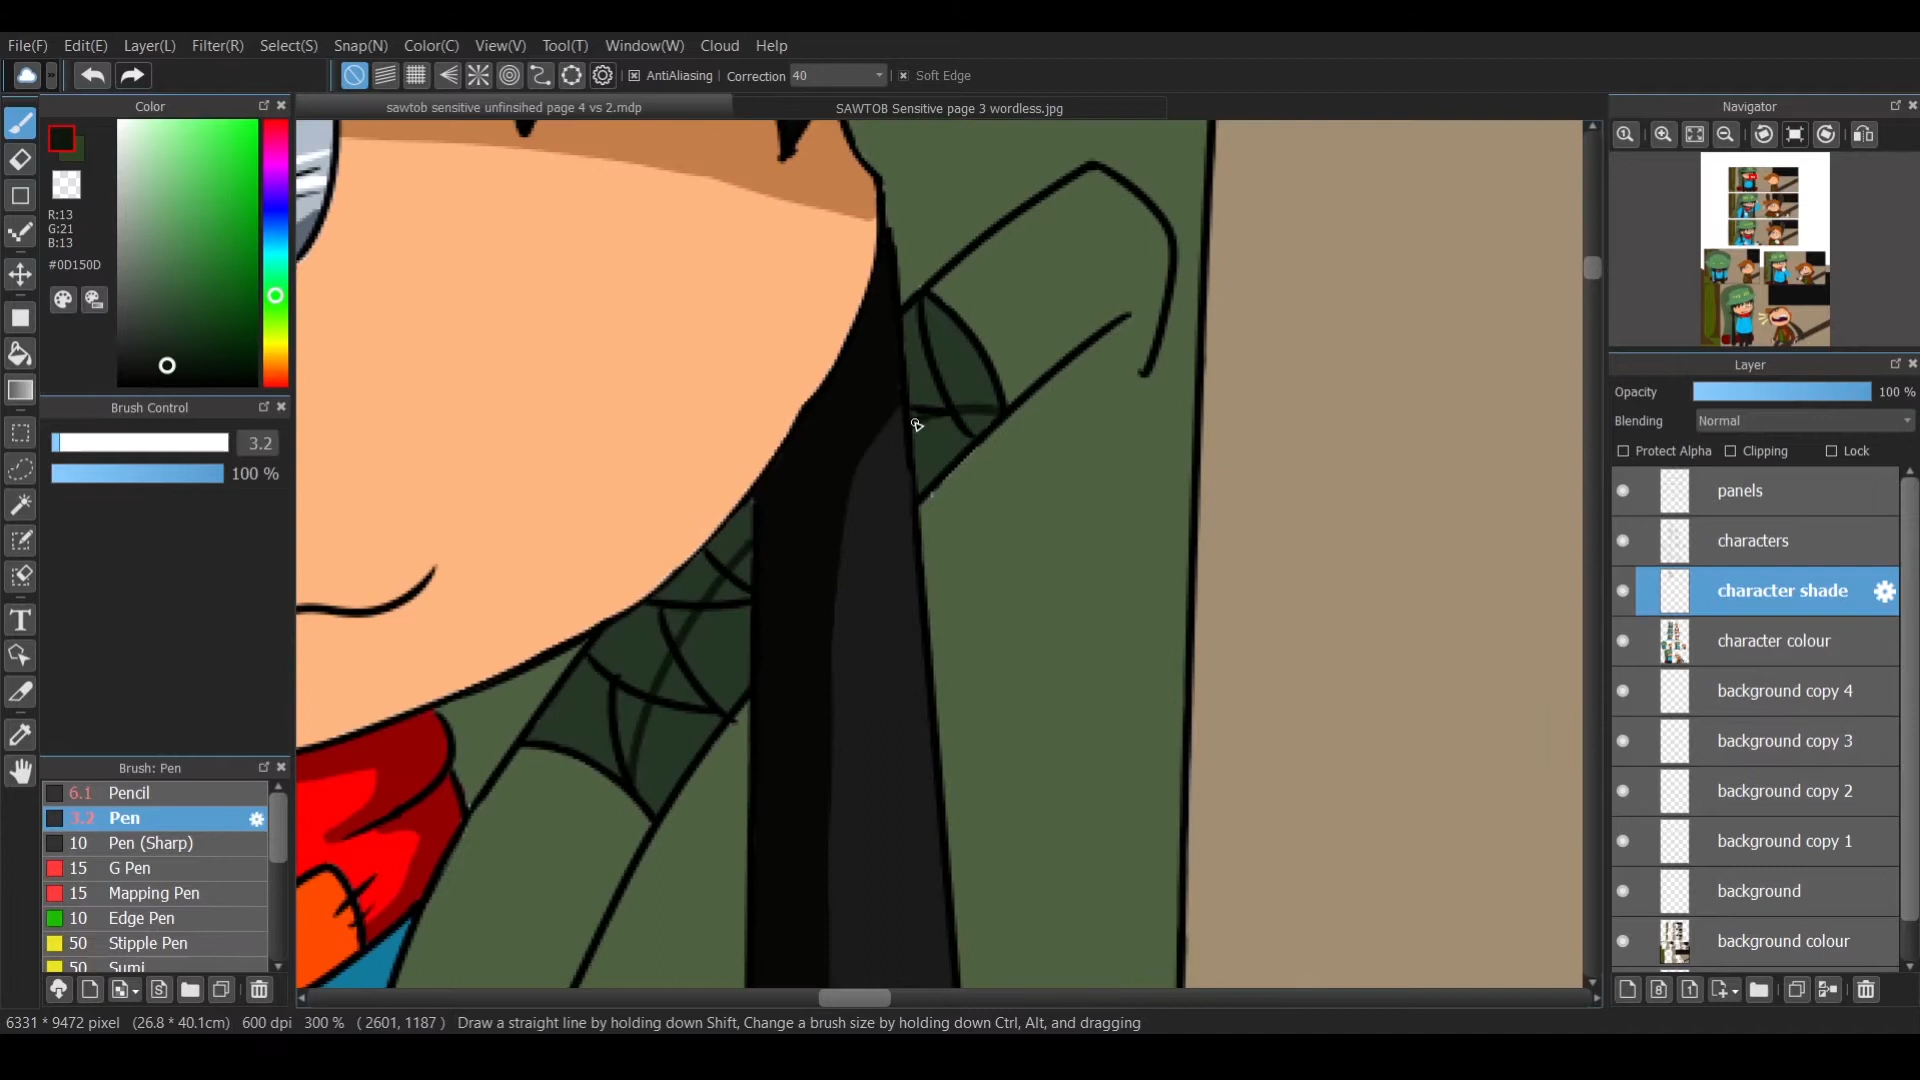 File(F) Edit(E) Layer(L) Filter(R) Select(S) Snap(N) Color(C) View(V) Tool(T) Window(W) Cloud Help
AntiAliasing Correction 40 Soft Edge
Color
sawtob sensitive unfinsihed page 4 vs 2.mdp
SAWTOB Sensitive page 3 wordless.jpg
Navigator
R:13
G:21
B:13
#0D150D
Brush Control
3.2
100 %
Brush: Pen
6.1 Pencil
3.2 Pen
10 Pen (Sharp)
15 G Pen
15 Mapping Pen
10 Edge Pen
50 Stipple Pen
50 Sumi
Layer
Opacity 100 %
Blending Normal
Protect Alpha Clipping Lock
panels
characters
character shade
character colour
background copy 4
background copy 3
background copy 2
background copy 1
background
background colour
6331 * 9472 pixel (26.8 * 40.1cm) 600 dpi 300 % ( 2601, 1187 ) Draw a straight line by holding down Shift, Change a brush size by holding down Ctrl, Alt, and dragging